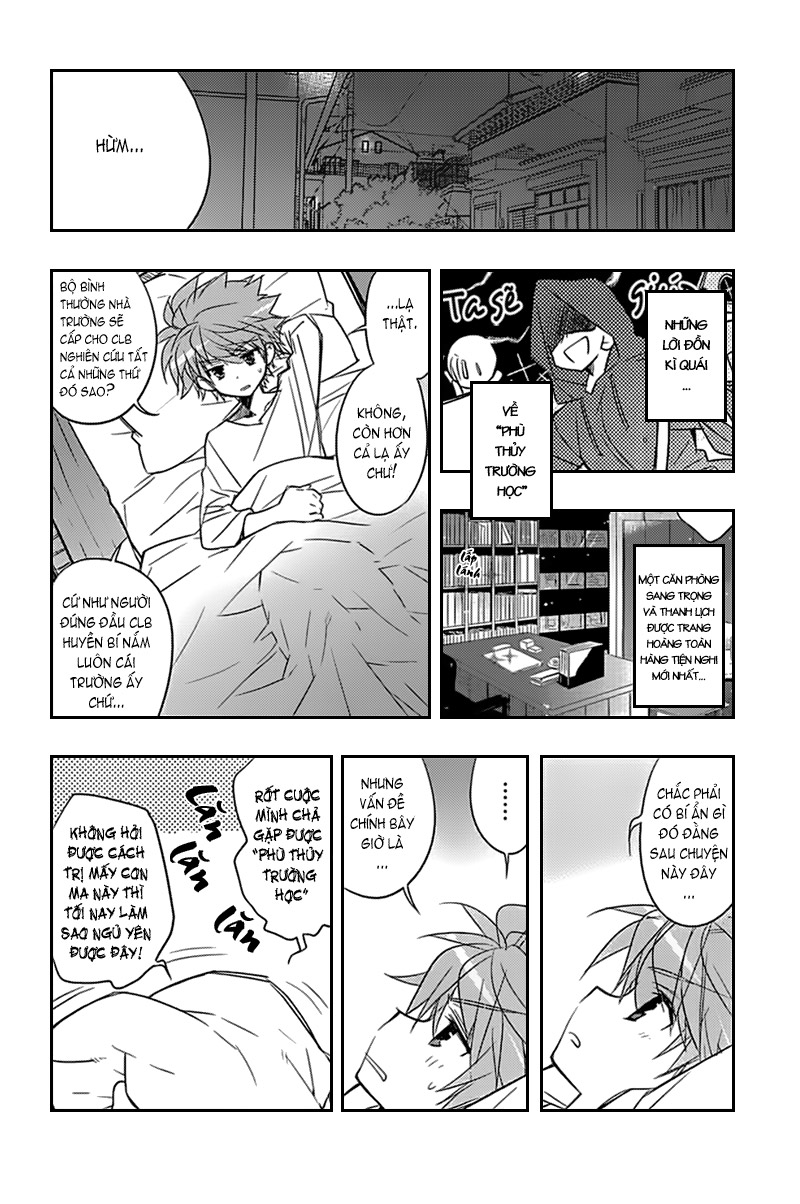 HỪM...
Ta sẽ
NHỮNG
LỜI ĐỒN
KÌ QUÁI
...
VỀ
"PHÙ
THỦY
TRƯỜNG
HỌC"
lấp
lánh
MỘT CĂN PHÒNG
SANG TRỌNG
VÀ THANH LỊCH
ĐƯỢC TRANG
HOÀNG TOÀN
HÀNG TIỆN NGHI
MỚI NHẤT...
...LẠ
THẬT.
KHÔNG,
CÒN HƠN
CẢ LẠ ẤY
CHỨ!
BỘ BÌNH
THƯỜNG NHÀ
TRƯỜNG SẼ
CẤP CHO CLB
NGHIÊN CỨU TẤT
CẢ NHỮNG THỨ
ĐÓ SAO?
CỨ NHƯ NGƯỜI
ĐỨNG ĐẦU CLB
HUYỀN BÍ NẮM
LUÔN CÁI
TRƯỜNG ẤY
CHỨ...
CHẮC PHẢI
CÓ BÍ ẨN GÌ
ĐÓ ĐẰNG
SAU CHUYỆN
NÀY ĐÂY
...
......
NHƯNG
VẤN ĐỀ
CHÍNH BÂY
GIỜ LÀ
...
RỐT CUỘC
MÌNH CHẢ
GẶP ĐƯỢC
"PHÙ THỦY
TRƯỜNG
HỌC"
lăn
lăn
lăn
KHÔNG HỎI
ĐƯỢC CÁCH
TRỊ MẤY CON
MA NÀY THÌ
TỐI NAY LÀM
SAO NGỦ YÊN
ĐƯỢC ĐÂY!